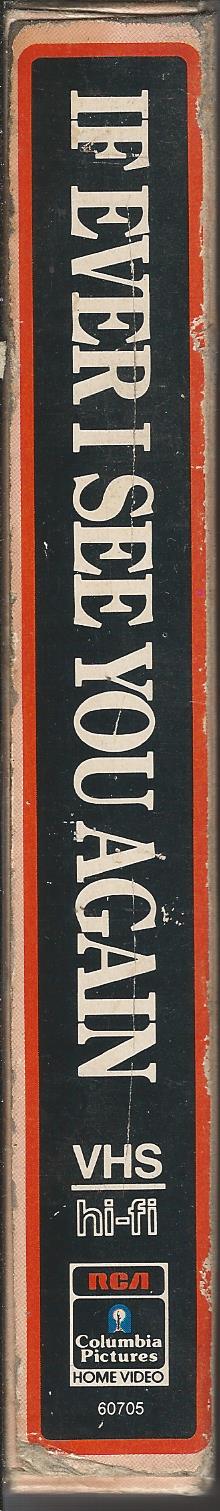 IF EVER I SEE YOU AGAIN
VHS
hi-fi
RCA
Columbia
Pictures
HOME VIDEO
60705